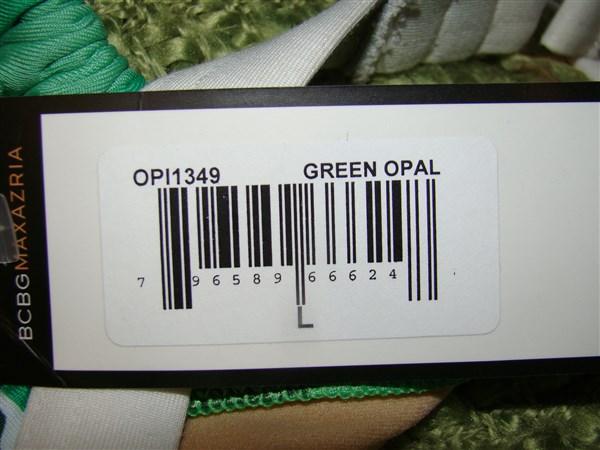 BCBGMAXAZRIA
OPI1349 GREEN OPAL
7 96589 66624
L